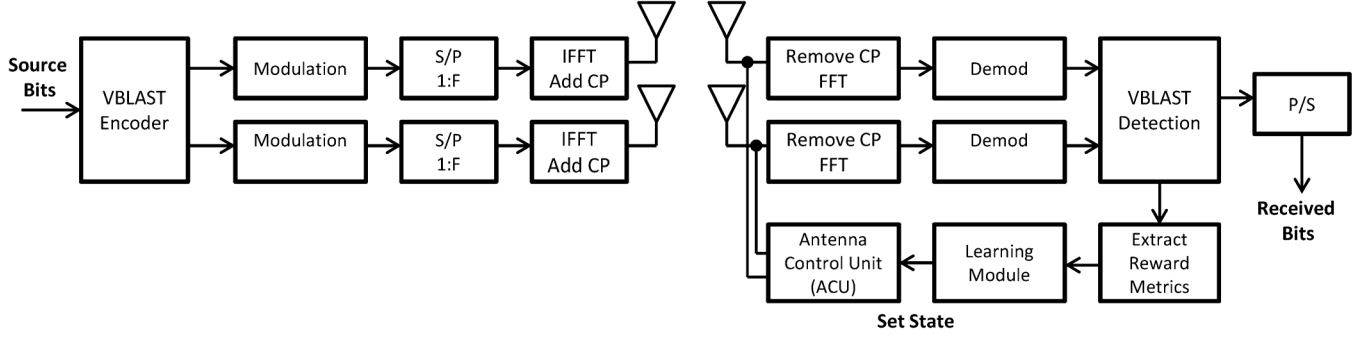 Source
Bits
VBLAST
Encoder
Modulation
S/P
1:F
IFFT
Add CP
Modulation
S/P
1:F
IFFT
Add CP
Remove CP
FFT
Demod
Remove CP
FFT
Demod
VBLAST
Detection
P/S
Received
Bits
Antenna
Control Unit
(ACU)
Learning
Module
Extract
Reward
Metrics
Set State